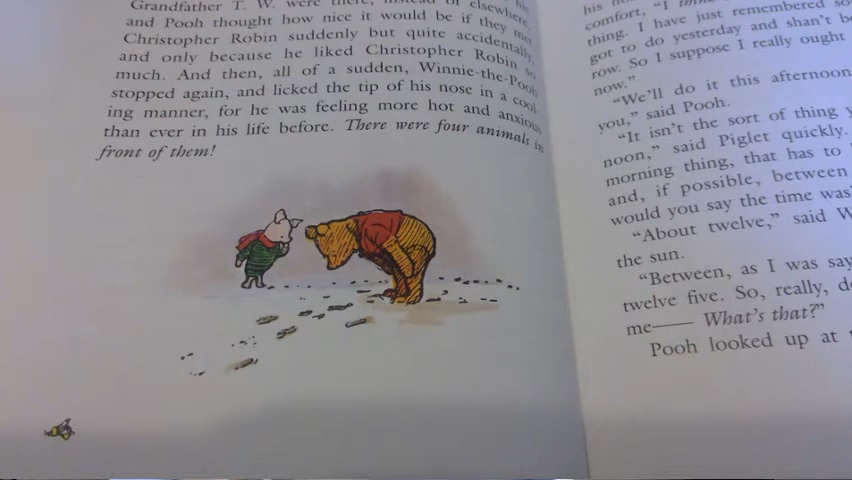 Grandfather T. W. were there, instead of elsewhere,
and Pooh thought how nice it would be if they met
Christopher Robin suddenly but quite accidentally,
and only because he liked Christopher Robin so
much. And then, all of a sudden, Winnie-the-Pooh
stopped again, and licked the tip of his nose in a cool-
ing manner, for he was feeling more hot and anxious
than ever in his life before. There were four animals in
front of them!
his
comfort, "I think
thing. I have just remembered
got to do yesterday and shan't
row. So I suppose I really ought
now."
"We'll do it this afternoon
you," said Pooh.
"It isn't the sort of thing
noon," said Piglet quickly.
morning thing, that has to
and, if possible, between
would you say the time was
"About twelve," said W
the sun.
"Between, as I was say
twelve five. So, really, d
me—— What's that?"
Pooh looked up at